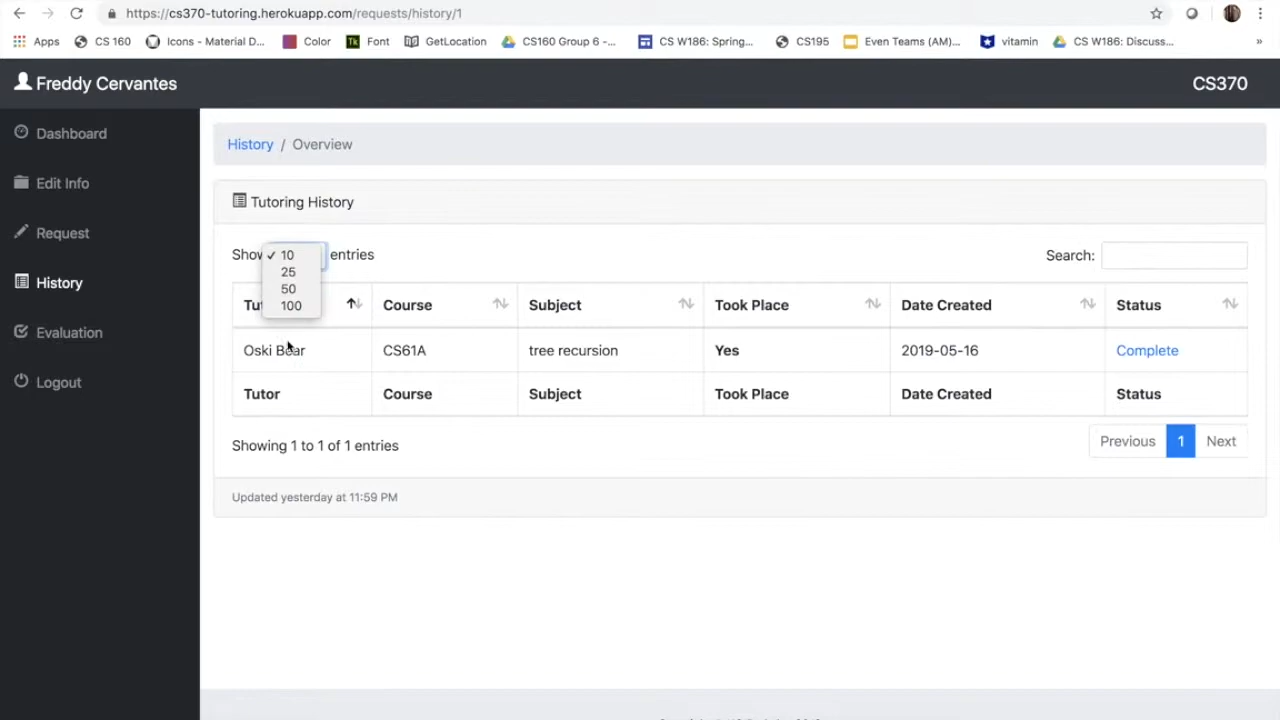 https://cs370-tutoring.herokuapp.com/requests/history/1
Apps CS 160 Icons - Material D... Color Tk Font GetLocation CS160 Group 6 -... CS W186: Spring... CS195 Even Teams (AM)... vitamin CS W186: Discuss... »
Freddy Cervantes CS370
Dashboard
Edit Info
Request
History
Evaluation
Logout
History / Overview
Tutoring History
Show ✓ 10 entries Search:
25
50
100
Course Subject Took Place Date Created Status
Oski Bear CS61A tree recursion Yes 2019-05-16 Complete
Tutor Course Subject Took Place Date Created Status
Showing 1 to 1 of 1 entries Previous 1 Next
Updated yesterday at 11:59 PM